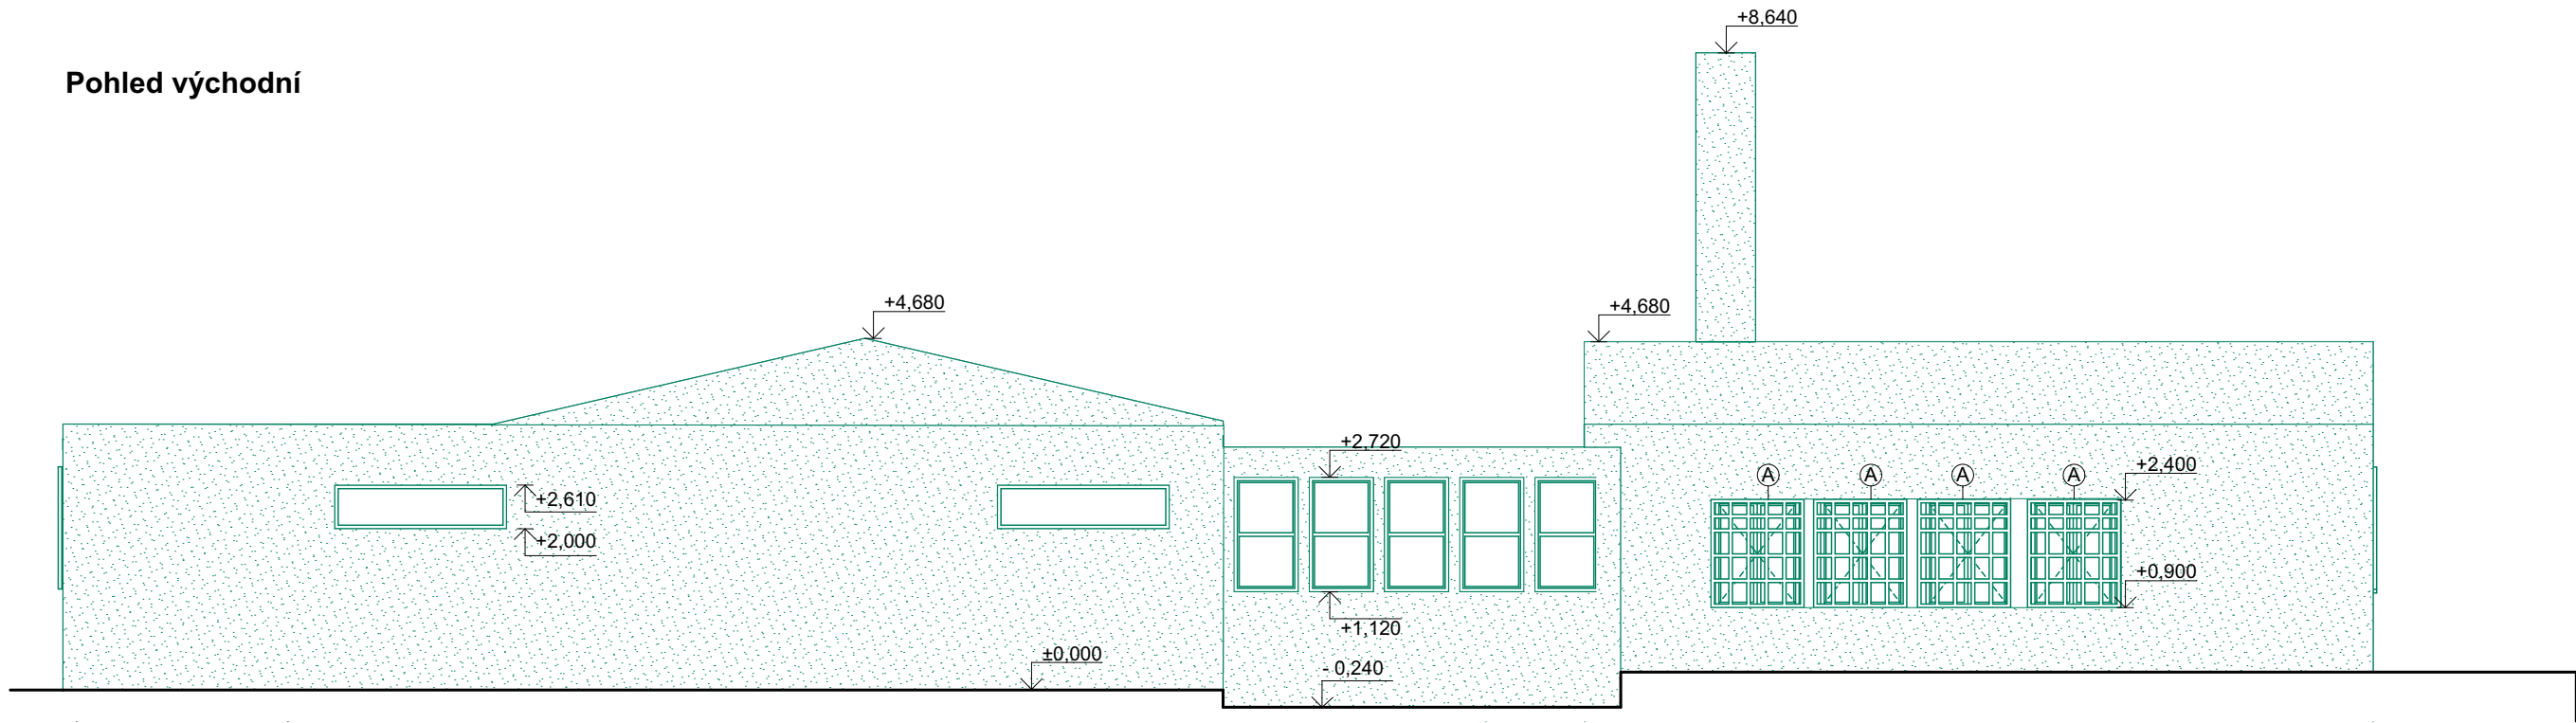 +8,640
Pohled východní
+4,680
+4,680
+2,720
A
A
A
A
+2,400
+2,610
+2,000
+0,900
+1,120
±0,000
- 0,240